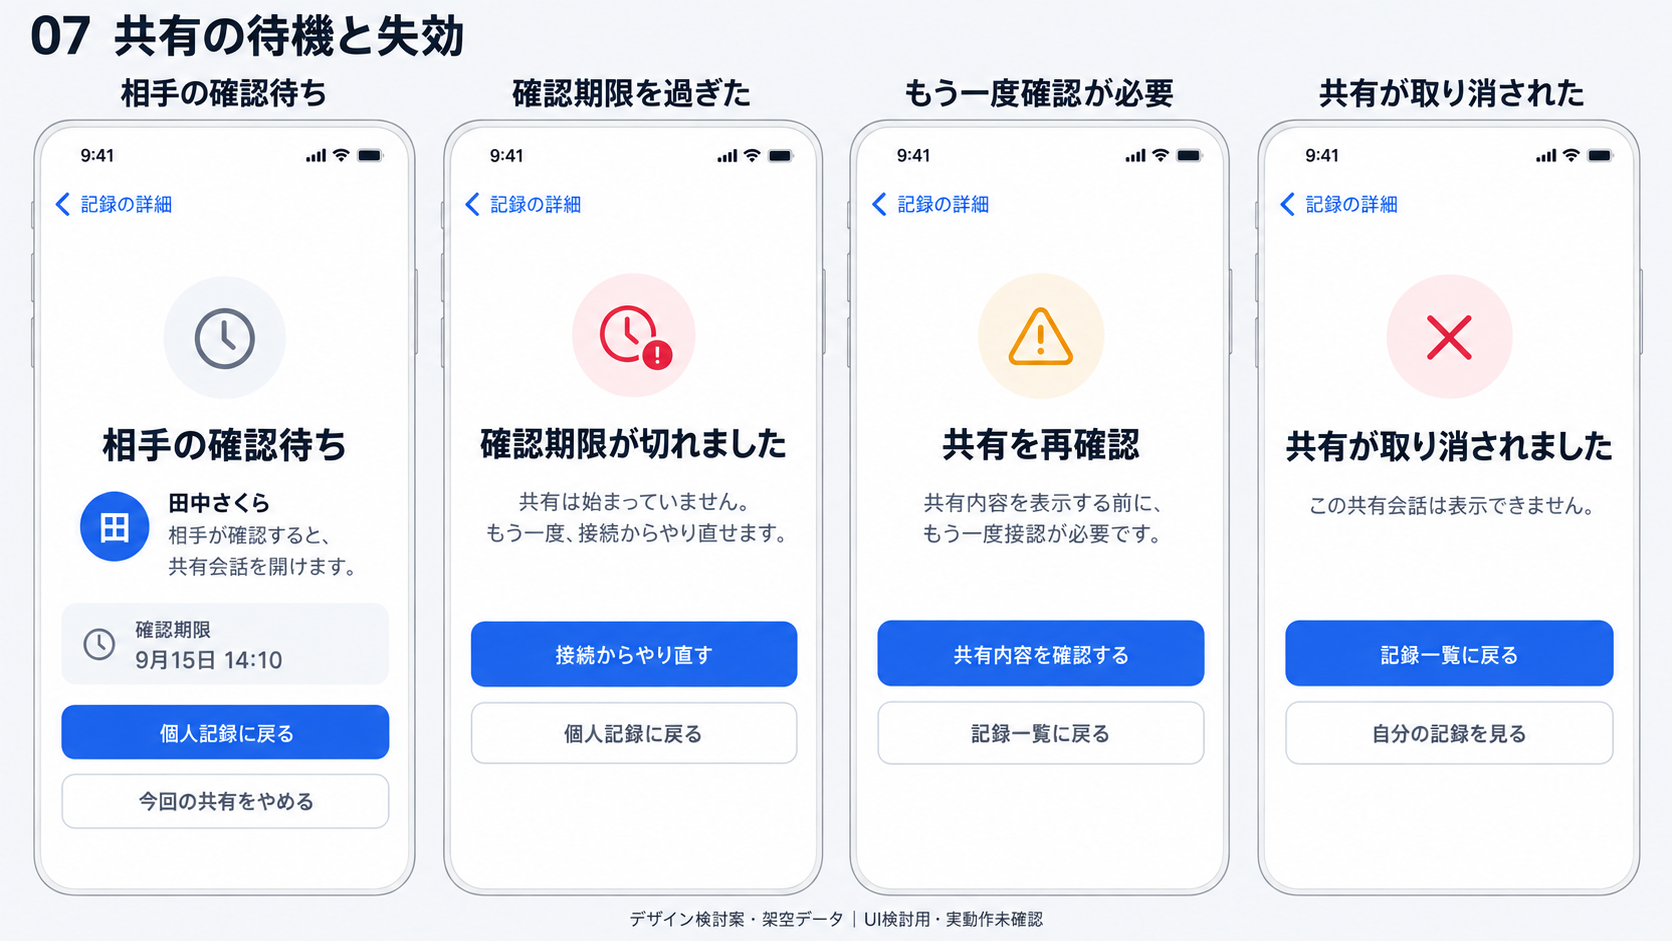 07 共有の待機と失効
相手の確認待ち
9:41
記録の詳細
相手の確認待ち
田
田中さくら
相手が確認すると、
共有会話を開けます。
確認期限
9月15日 14:10
個人記録に戻る
今回の共有をやめる
確認期限を過ぎた
9:41
記録の詳細
確認期限が切れました
共有は始まっていません。
もう一度、接続からやり直せます。
接続からやり直す
個人記録に戻る
もう一度確認が必要
9:41
記録の詳細
共有を再確認
共有内容を表示する前に、
もう一度接認が必要です。
共有内容を確認する
記録一覧に戻る
共有が取り消された
9:41
記録の詳細
共有が取り消されました
この共有会話は表示できません。
記録一覧に戻る
自分の記録を見る
デザイン検討案・架空データ｜UI検討用・実動作未確認